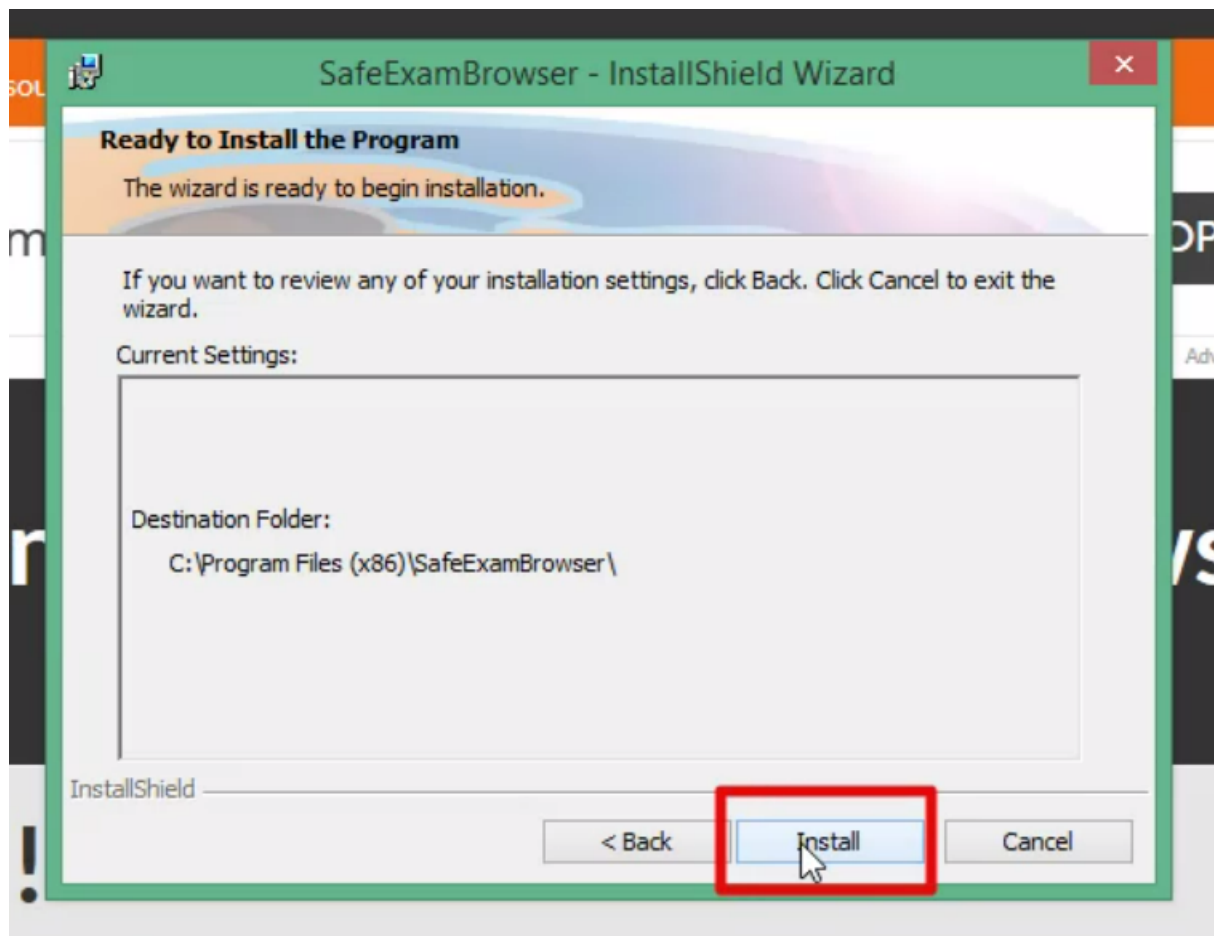 SafeExamBrowser - InstallShield Wizard
Ready to Install the Program
The wizard is ready to begin installation.
If you want to review any of your installation settings, click Back. Click Cancel to exit the
wizard.
Current Settings:
Destination Folder:
C:\Program Files (x86)\SafeExamBrowser\
InstallShield
< Back
Install
Cancel